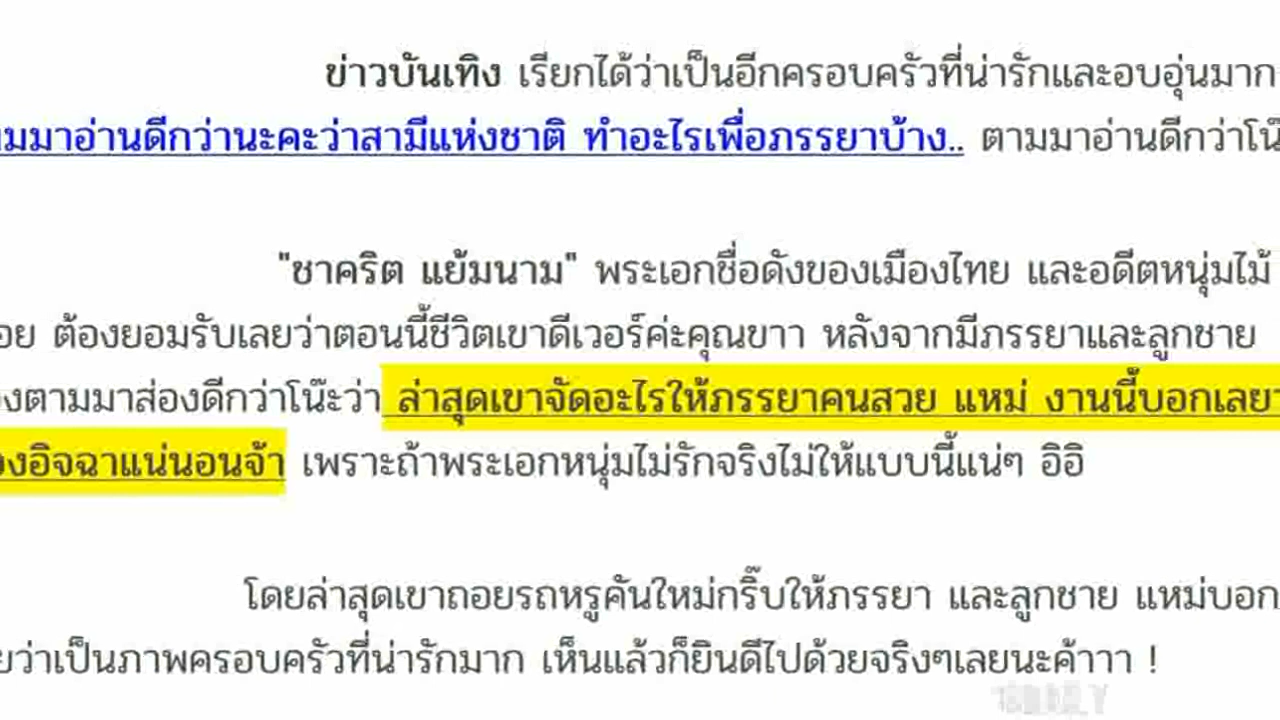 ข่าวบันเทิง เรียกได้ว่าเป็นอีกครอบครัวที่น่ารักและอบอุ่นมาก
มมาอ่านดีกว่านะคะว่าสามีแห่งชาติ ทำอะไรเพื่อภรรยาบ้าง.. ตามมาอ่านดีกว่าโน๊
"ชาคริต แย้มนาม" พระเอกชื่อดังของเมืองไทย และอดีตหนุ่มไม้
อย ต้องยอมรับเลยว่าตอนนี้ชีวิตเขาดีเวอร์ค่ะคุณขาา หลังจากมีภรรยาและลูกชาย
งตามมาส่องดีกว่าโน๊ะว่า ล่าสุดเขาจัดอะไรให้ภรรยาคนสวย แหม่ งานนี้บอกเลย
องอิจฉาแน่นอนจ้า เพราะถ้าพระเอกหนุ่มไม่รักจริงไม่ให้แบบนี้แน่ๆ อิอิ
โดยล่าสุดเขาถอยรถหรูคันใหม่กริ๊บให้ภรรยา และลูกชาย แหม่บอก
ยว่าเป็นภาพครอบครัวที่น่ารักมาก เห็นแล้วก็ยินดีไปด้วยจริงๆเลยนะค้าาา !